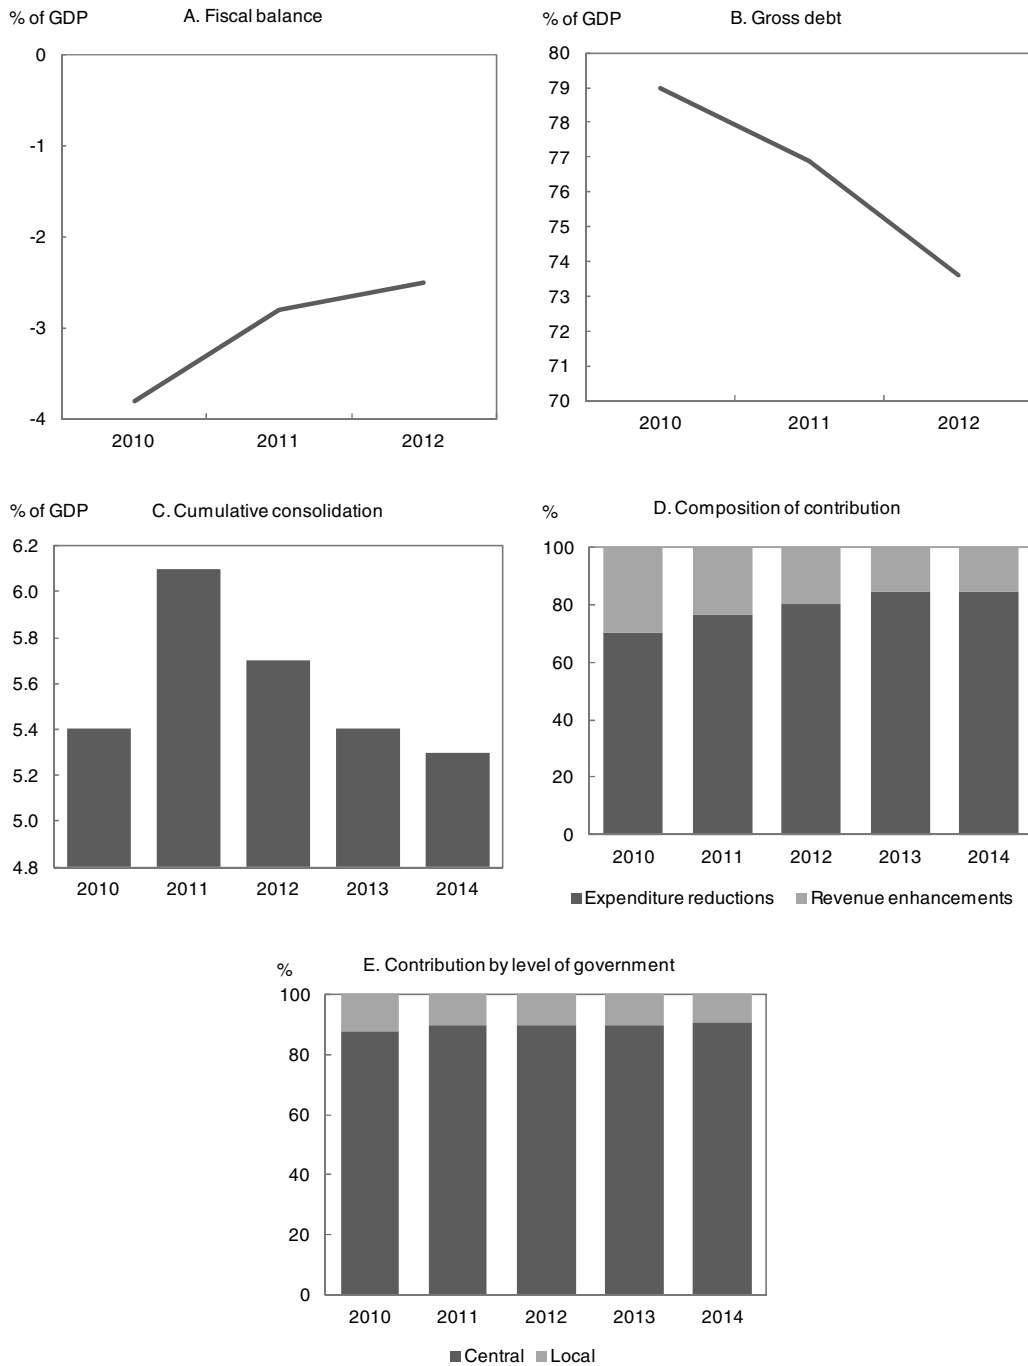 % of GDP
A. Fiscal balance
0
-1
-2
-3
-4
2010 2011 2012
% of GDP
B. Gross debt
80
79
78
77
76
75
74
73
72
71
70
2010 2011 2012
% of GDP
C. Cumulative consolidation
6.2
6.0
5.8
5.6
5.4
5.2
5.0
4.8
2010 2011 2012 2013 2014
%
D. Composition of contribution
100
80
60
40
20
0
2010 2011 2012 2013 2014
Expenditure reductions Revenue enhancements
%
E. Contribution by level of government
100
80
60
40
20
0
2010 2011 2012 2013 2014
Central Local